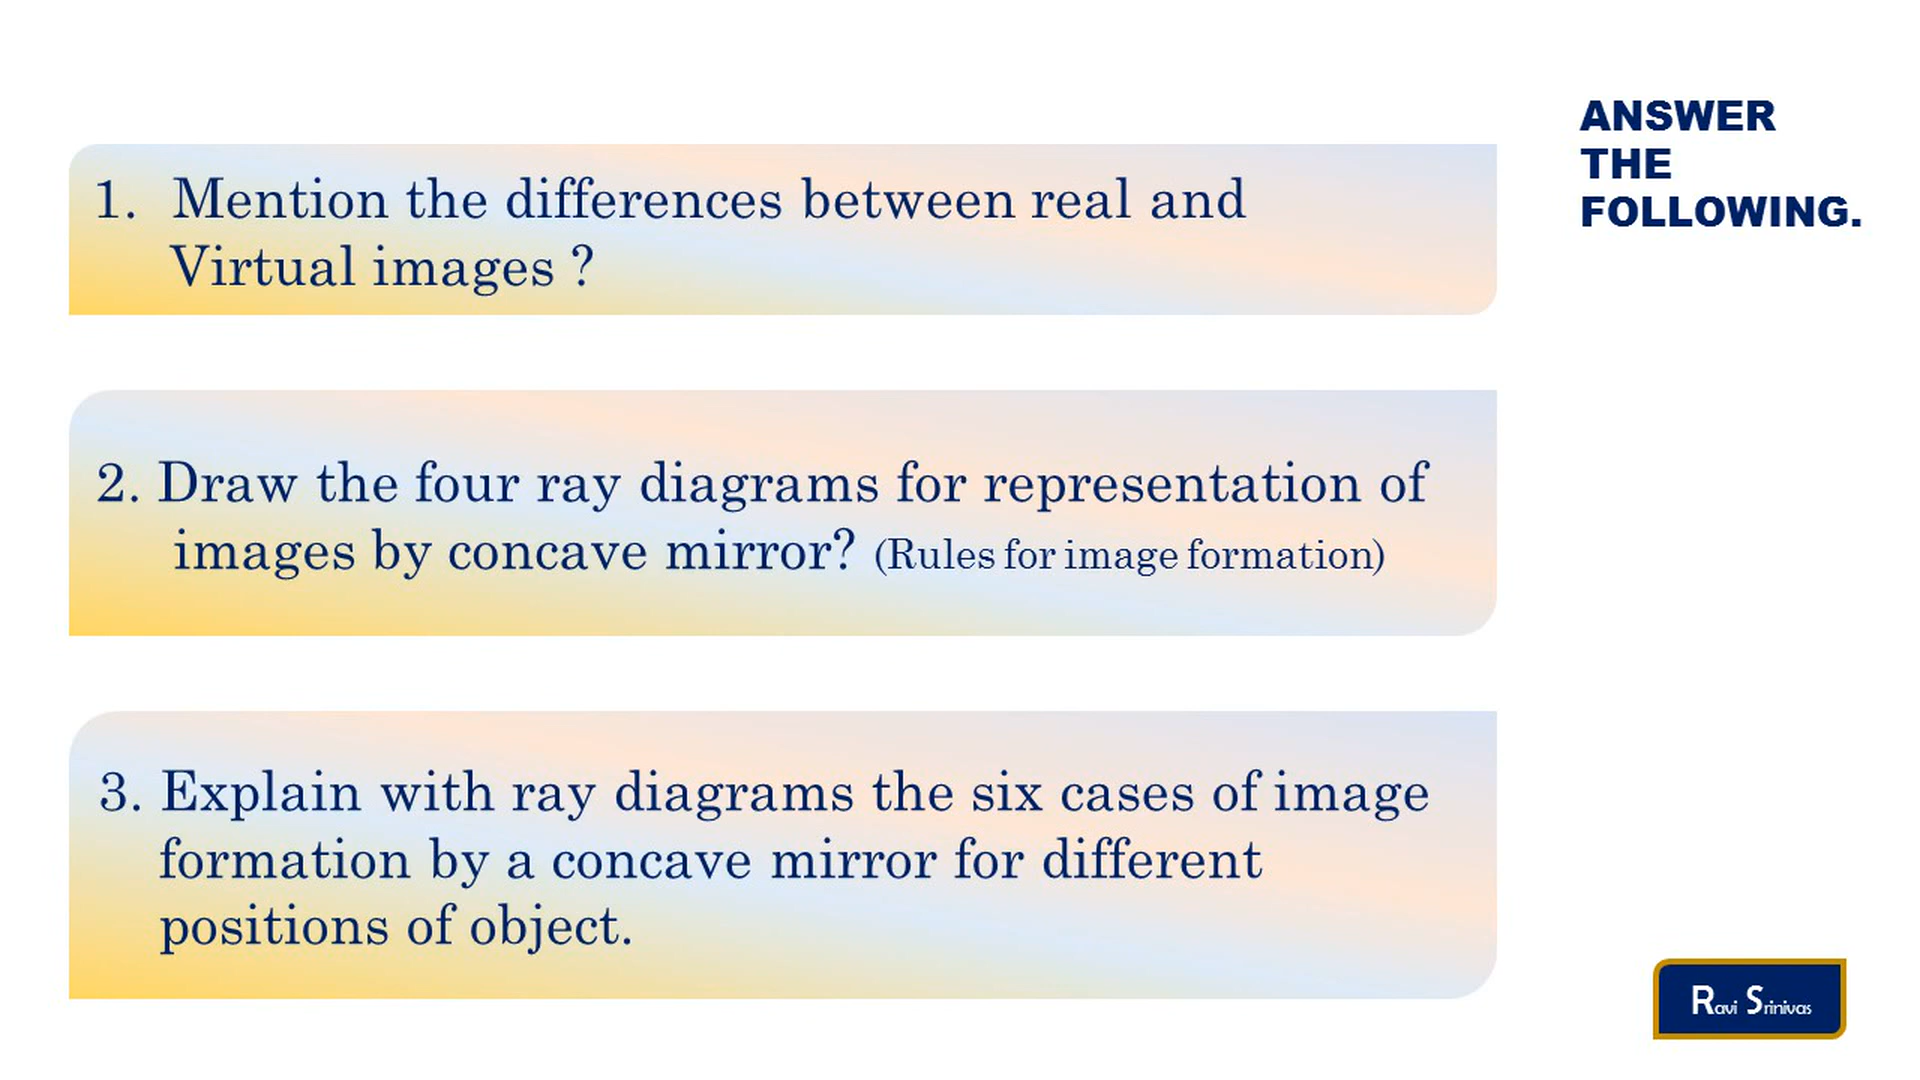 ANSWER
THE
FOLLOWING.
1. Mention the differences between real and
Virtual images ?
2. Draw the four ray diagrams for representation of
images by concave mirror? (Rules for image formation)
3. Explain with ray diagrams the six cases of image
formation by a concave mirror for different
positions of object.
Ravi Srinivas